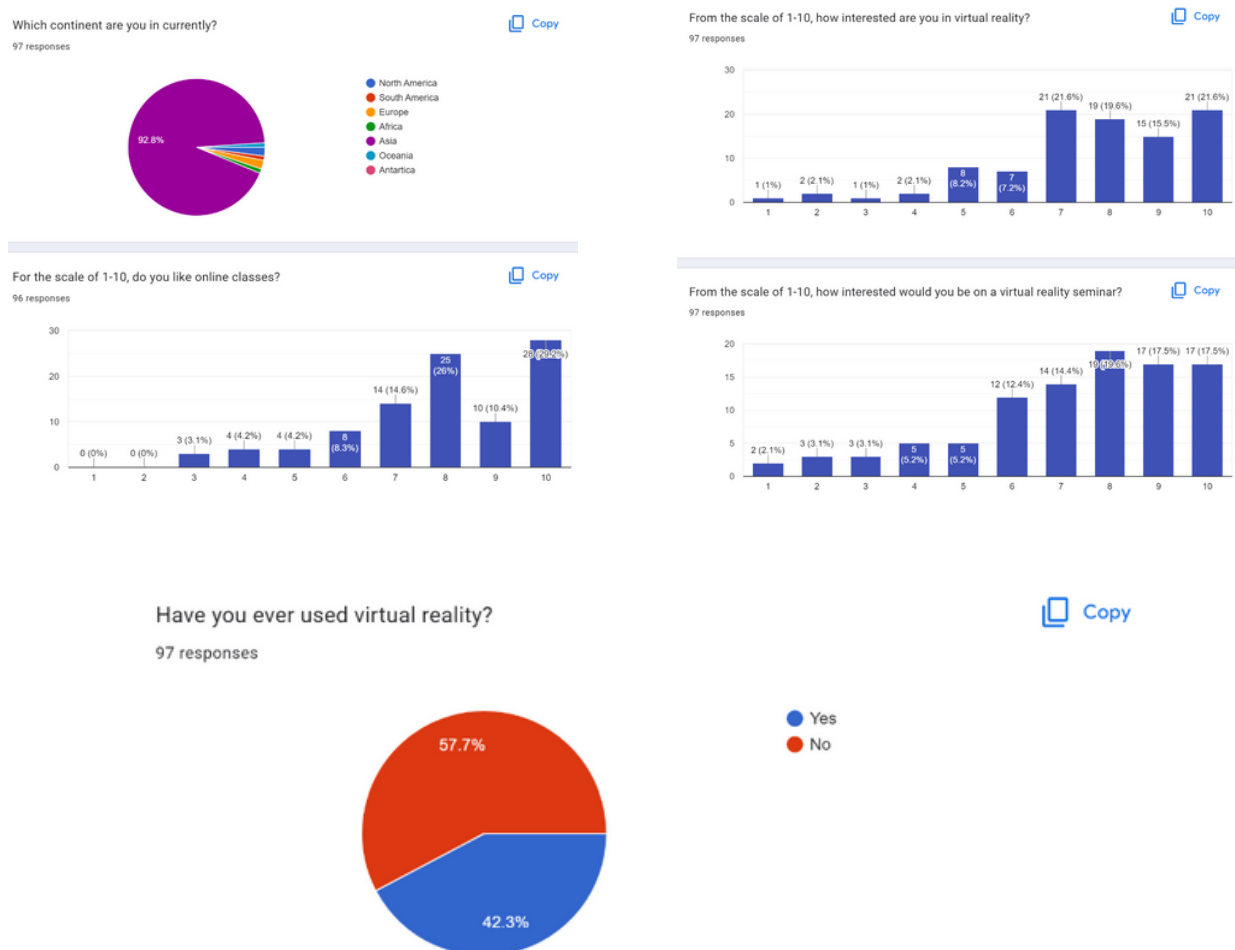 Which continent are you in currently?
Copy
97 responses
92.8%
North America
South America
Europe
Africa
Asia
Oceania
Antartica
From the scale of 1-10, how interested are you in virtual reality?
Copy
97 responses
30
20
10
0
1 (1%)
2 (2.1%)
1 (1%)
2 (2.1%)
8
(8.2%)
7
(7.2%)
21 (21.6%)
19 (19.6%)
15 (15.5%)
21 (21.6%)
1 2 3 4 5 6 7 8 9 10
For the scale of 1-10, do you like online classes?
Copy
96 responses
30
20
10
0
0 (0%)
0 (0%)
3 (3.1%)
4 (4.2%)
4 (4.2%)
8
(8.3%)
14 (14.6%)
25
(26%)
10 (10.4%)
28 (29.2%)
1 2 3 4 5 6 7 8 9 10
From the scale of 1-10, how interested would you be on a virtual reality seminar?
Copy
97 responses
20
15
10
5
0
2 (2.1%)
3 (3.1%)
3 (3.1%)
5
(5.2%)
5
(5.2%)
12 (12.4%)
14 (14.4%)
19 (19.6%)
17 (17.5%)
17 (17.5%)
1 2 3 4 5 6 7 8 9 10
Have you ever used virtual reality?
Copy
97 responses
57.7%
42.3%
Yes
No